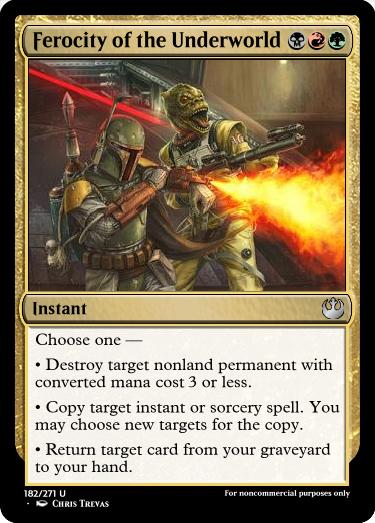 Ferocity of the Underworld
Instant
Choose one —
• Destroy target nonland permanent with
converted mana cost 3 or less.
• Copy target instant or sorcery spell. You
may choose new targets for the copy.
• Return target card from your graveyard
to your hand.
182/271 U
For noncommercial purposes only
· Chris Trevas